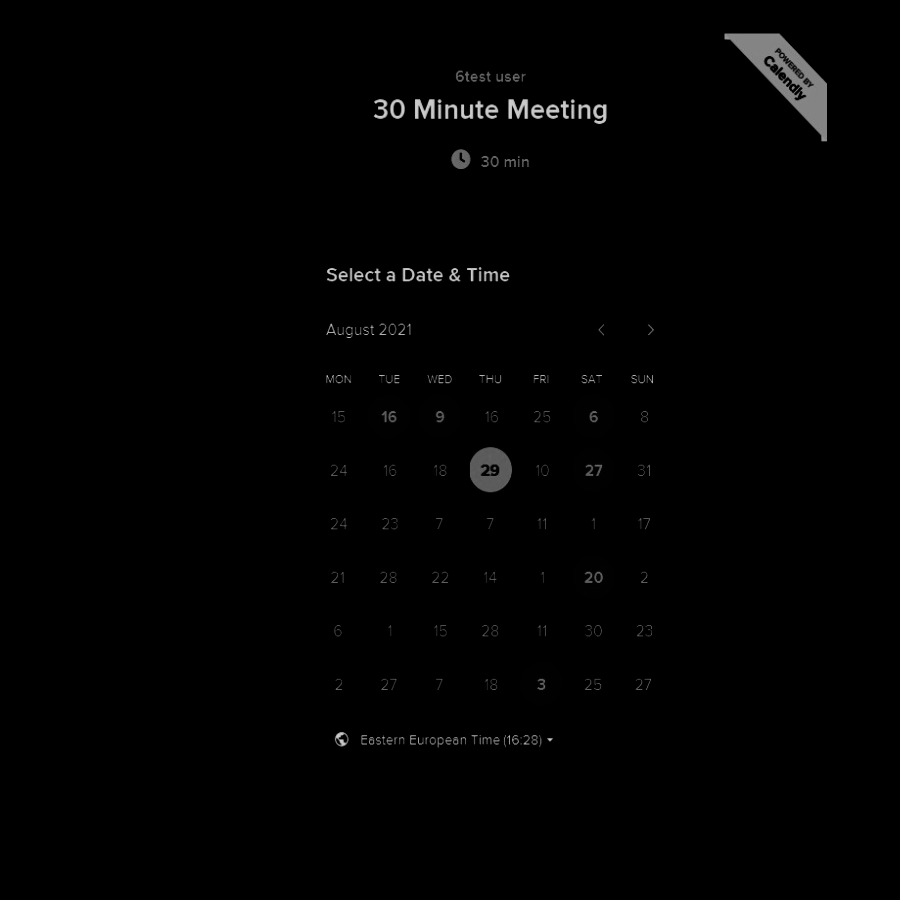 POWERED BY
Calendly
6test user
30 Minute Meeting
30 min
Select a Date & Time
August 2021
MON TUE WED THU FRI SAT SUN
15 16 9 16 25 6 8
24 16 18 29 10 27 31
24 23 7 7 11 1 17
21 28 22 14 1 20 2
6 1 15 28 11 30 23
2 27 7 18 3 25 27
Eastern European Time (16:28)